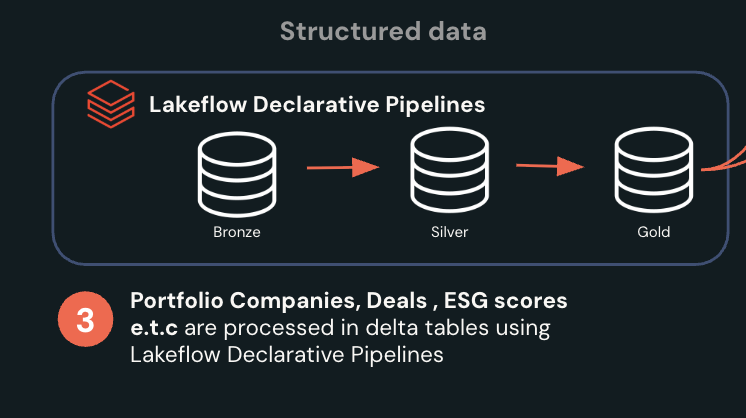 Structured data
Lakeflow Declarative Pipelines
Bronze
Silver
Gold
3
Portfolio Companies, Deals , ESG scores
e.t.c are processed in delta tables using
Lakeflow Declarative Pipelines